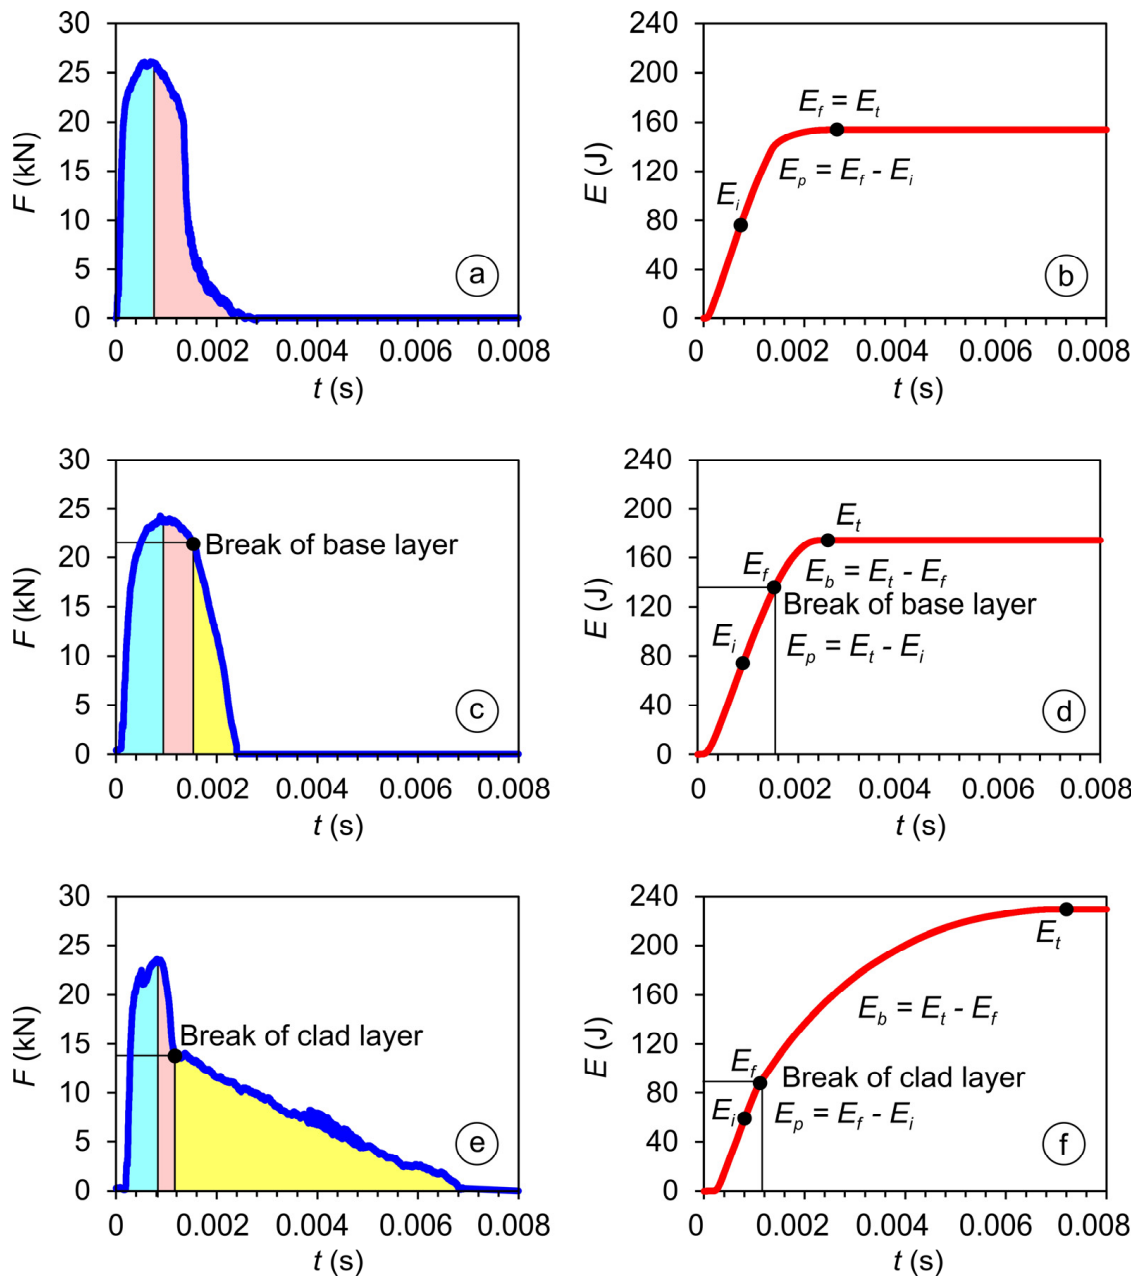 30
25
20
15
10
5
0
F (kN)
0 0.002 0.004 0.006 0.008
t (s)
a
240
200
160
120
80
40
0
E (J)
E_f = E_t
E_p = E_f - E_i
E_i
0 0.002 0.004 0.006 0.008
t (s)
b
30
25
20
15
10
5
0
F (kN)
Break of base layer
0 0.002 0.004 0.006 0.008
t (s)
c
240
200
160
120
80
40
0
E (J)
E_t
E_f
E_b = E_t - E_f
Break of base layer
E_i
E_p = E_t - E_i
0 0.002 0.004 0.006 0.008
t (s)
d
30
25
20
15
10
5
0
F (kN)
Break of clad layer
0 0.002 0.004 0.006 0.008
t (s)
e
240
200
160
120
80
40
0
E (J)
E_t
E_b = E_t - E_f
E_f
Break of clad layer
E_i
E_p = E_f - E_i
0 0.002 0.004 0.006 0.008
t (s)
f